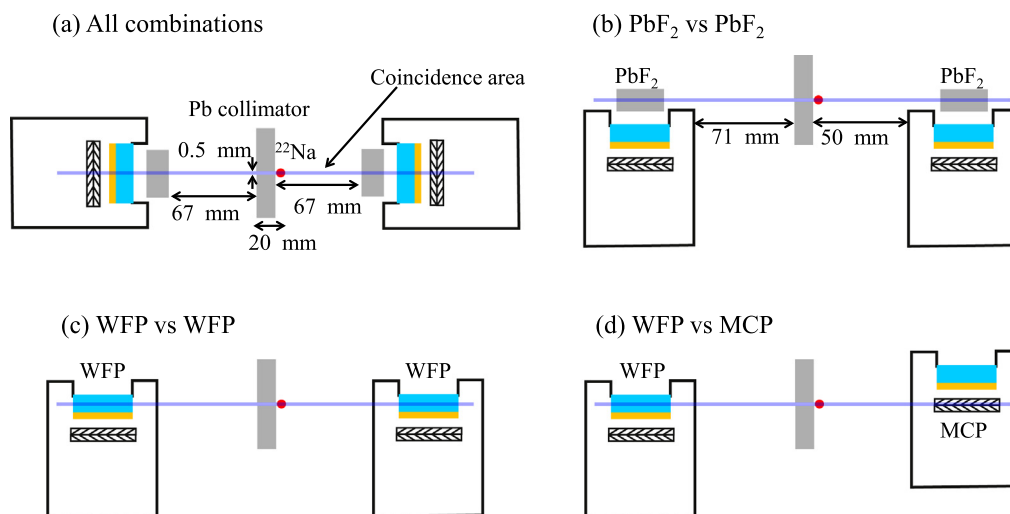 (a) All combinations
Coincidence area
Pb collimator
0.5 mm
²²Na
67 mm
67 mm
20 mm
(b) PbF₂ vs PbF₂
PbF₂
PbF₂
71 mm
50 mm
(c) WFP vs WFP
WFP
WFP
(d) WFP vs MCP
WFP
MCP